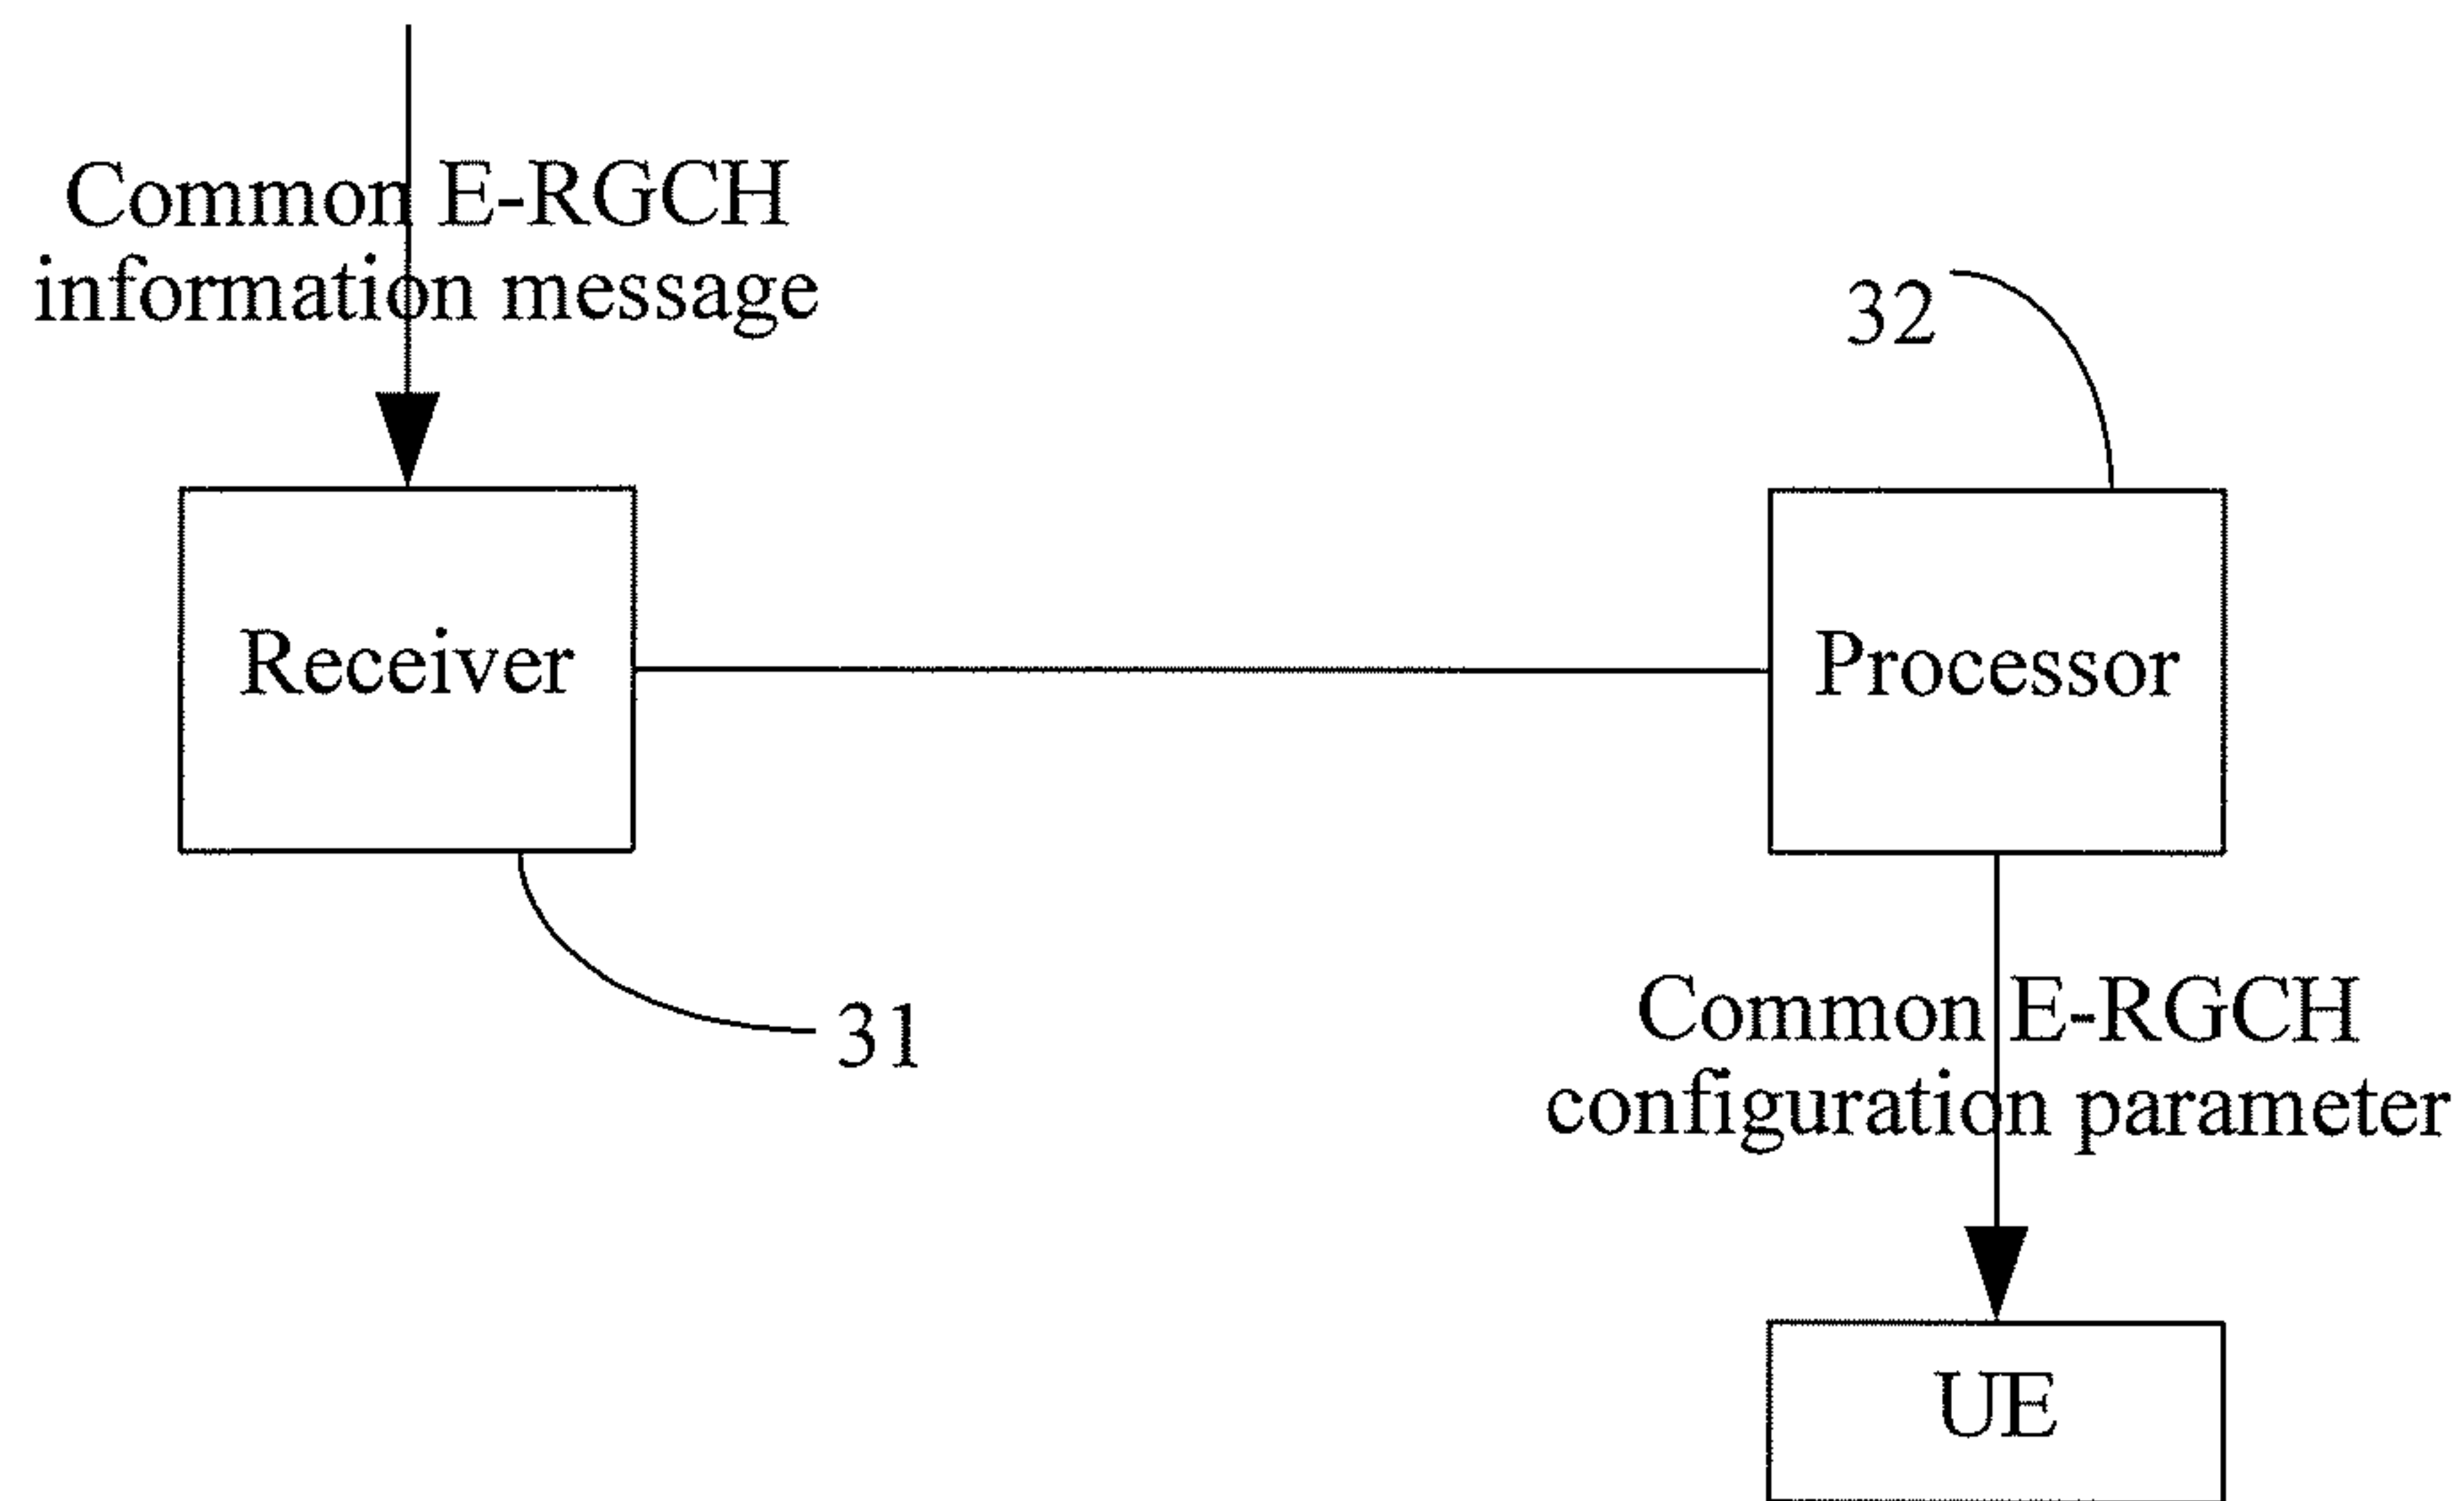 Common E-RGCH
information message
32
Receiver
Processor
31
Common E-RGCH
configuration parameter
UE